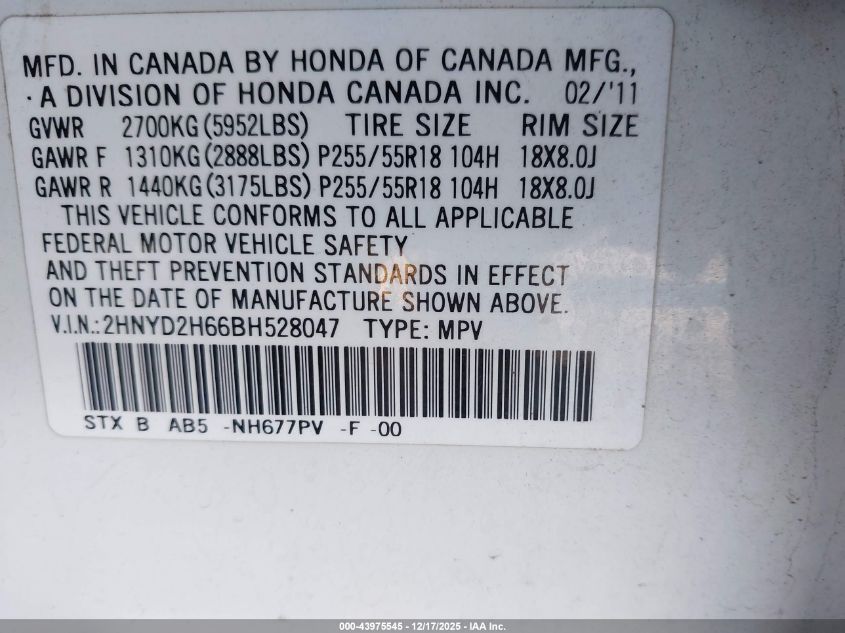 MFD. IN CANADA BY HONDA OF CANADA MFG.,
· A DIVISION OF HONDA CANADA INC. 02/'11
GVWR 2700KG(5952LBS) TIRE SIZE RIM SIZE
GAWR F 1310KG(2888LBS) P255/55R18 104H 18X8.0J
GAWR R 1440KG(3175LBS) P255/55R18 104H 18X8.0J
THIS VEHICLE CONFORMS TO ALL APPLICABLE
FEDERAL MOTOR VEHICLE SAFETY
AND THEFT PREVENTION STANDARDS IN EFFECT
ON THE DATE OF MANUFACTURE SHOWN ABOVE.
V.I.N.:2HNYD2H66BH528047 TYPE: MPV
STX B AB5 -NH677PV -F -00
000-43975545 - 12/17/2025 - IAA Inc.